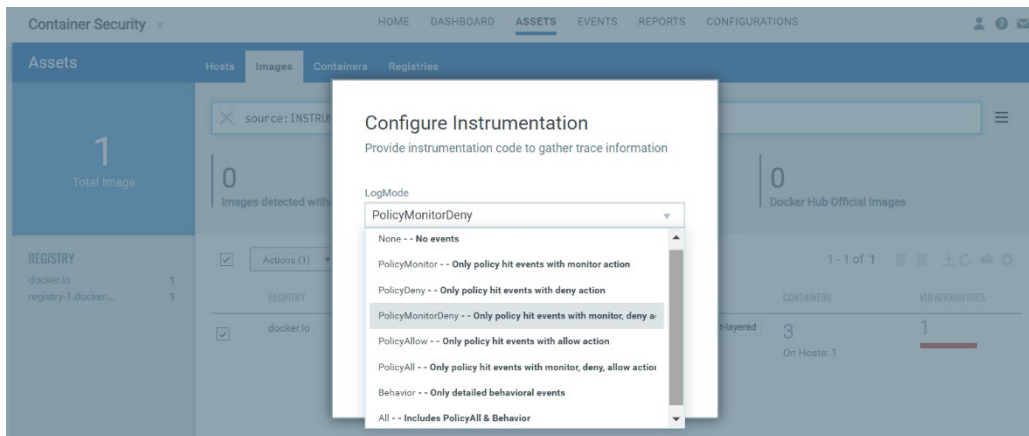 Container Security
HOME DASHBOARD ASSETS EVENTS REPORTS CONFIGURATIONS
Assets
Hosts Images Containers Registries
1
Total Image
source:INSTRU
0
Images detected with
0
Docker Hub Official Images
Configure Instrumentation
Provide instrumentation code to gather trace information
LogMode
PolicyMonitorDeny
None - - No events
PolicyMonitor - - Only policy hit events with monitor action
PolicyDeny - - Only policy hit events with deny action
PolicyMonitorDeny - - Only policy hit events with monitor, deny a
PolicyAllow - - Only policy hit events with allow action
PolicyAll - - Only policy hit events with monitor, deny, allow action
Behavior - - Only detailed behavioral events
All - - Includes PolicyAll & Behavior
REGISTRY
docker.io 1
registry-1.docker.... 1
Actions (1)
1 - 1 of 1
REGISTRY CONTAINERS VULNERABILITIES
docker.io t-layered 3 1
On Hosts: 1